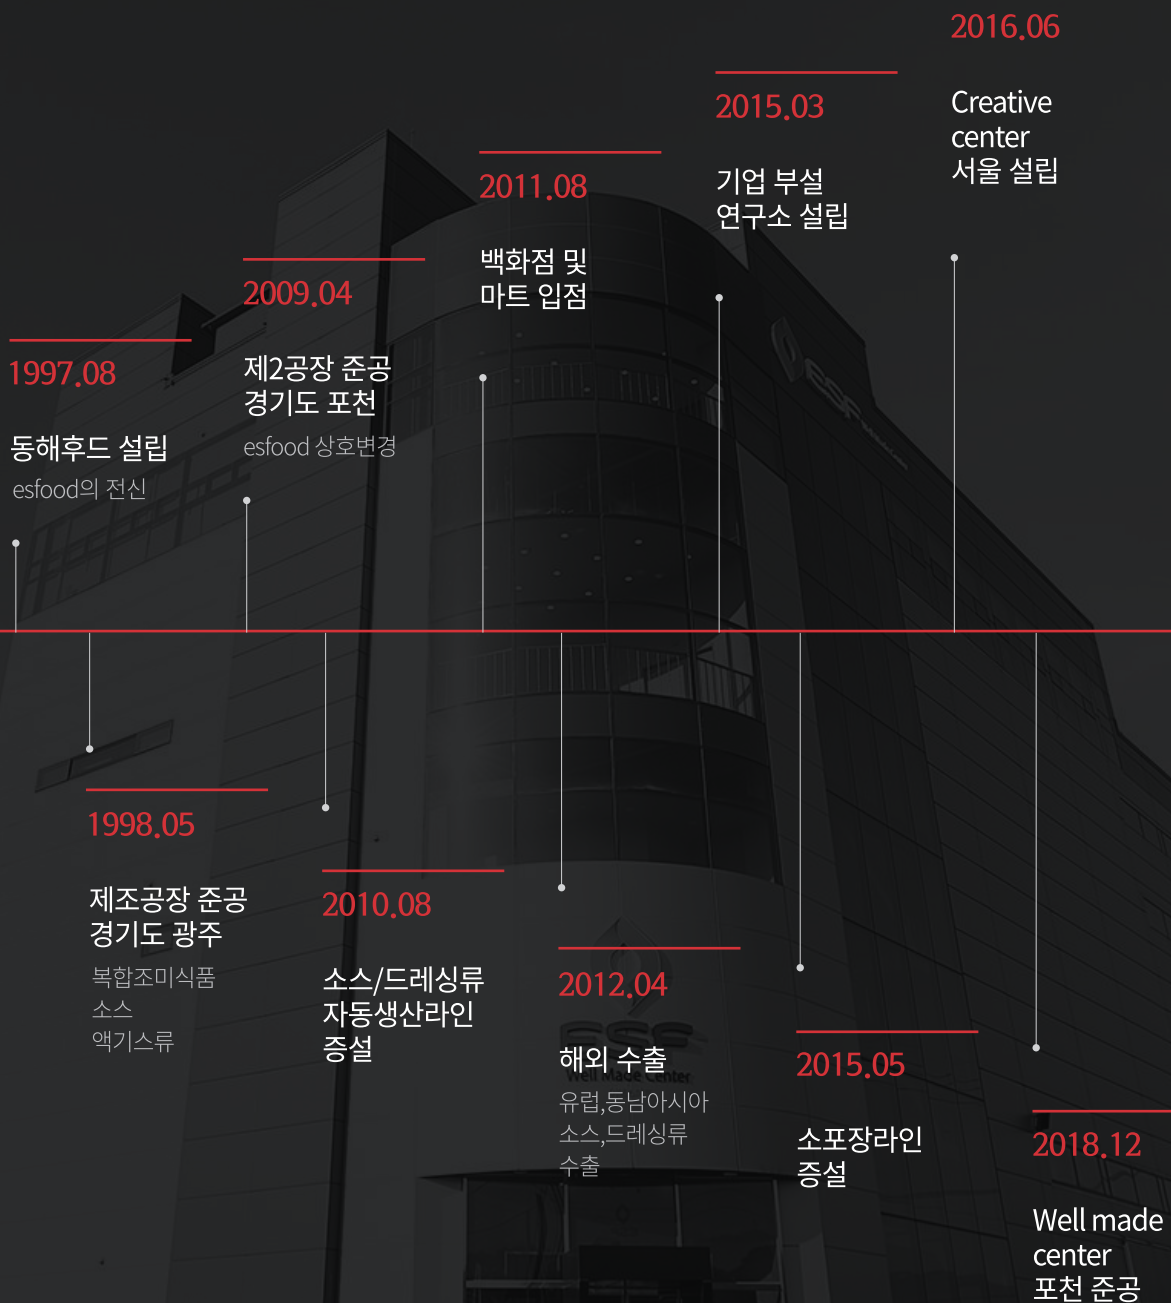 1997.08
동해후드 설립
esfood의 전신
1998.05
제조공장 준공
경기도 광주
복합조미식품
소스
액기스류
2009.04
제2공장 준공
경기도 포천
esfood 상호변경
2010.08
소스/드레싱류
자동생산라인
증설
2011.08
백화점 및
마트 입점
2012.04
해외 수출
유럽,동남아시아
소스,드레싱류
수출
2015.03
기업 부설
연구소 설립
2015.05
소포장라인
증설
2016.06
Creative
center
서울 설립
2018.12
Well made
center
포천 준공
ESF
ESF
Well Made Center